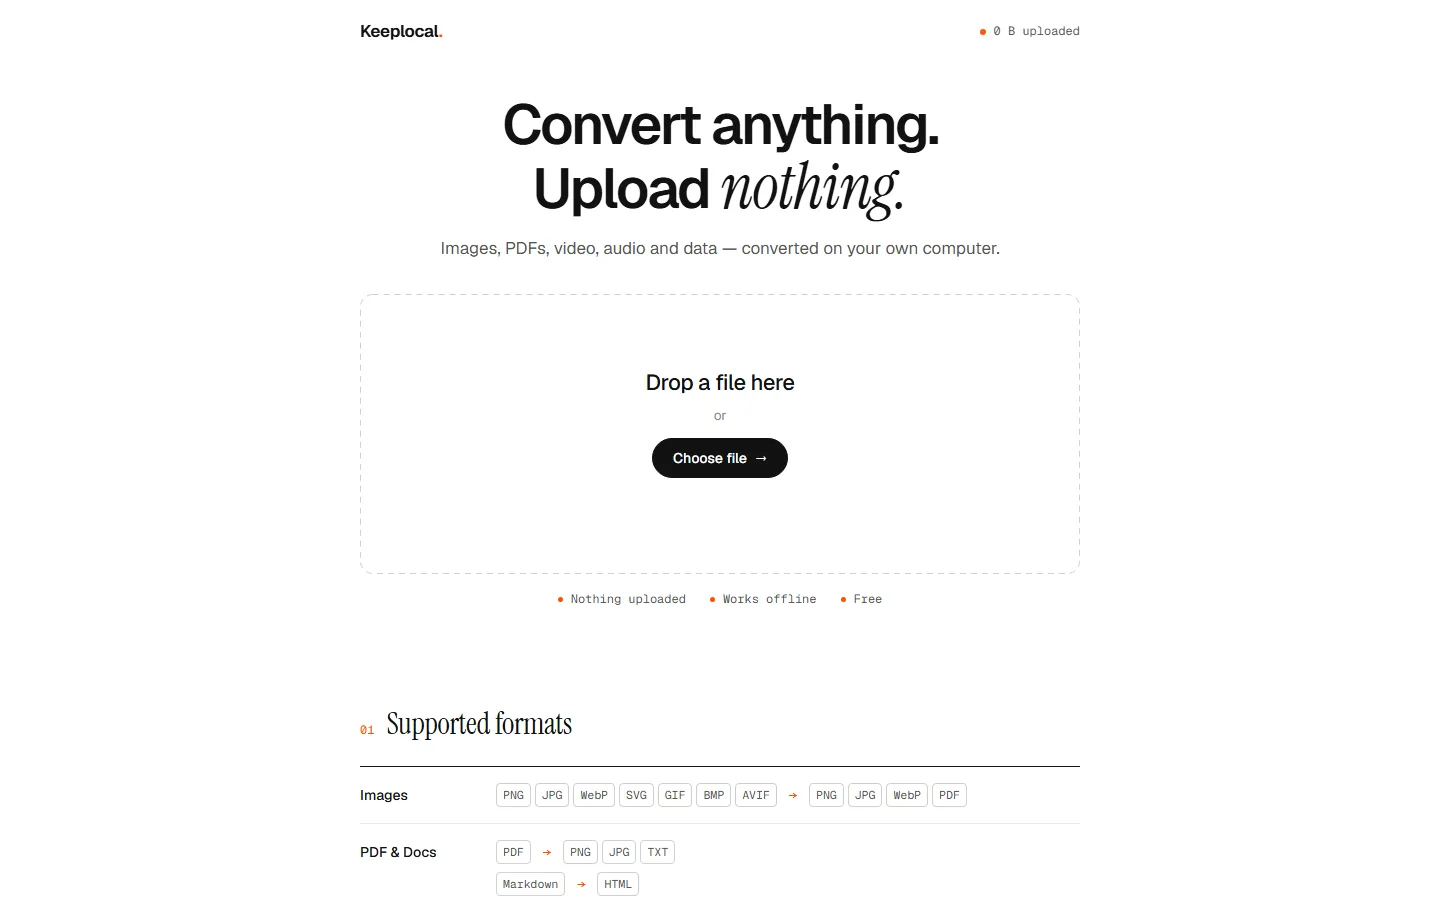 Keeplocal.
0 B uploaded
Convert anything.
Upload nothing.
Images, PDFs, video, audio and data — converted on your own computer.
Drop a file here
or
Choose file →
Nothing uploaded
Works offline
Free
01 Supported formats
Images PNG JPG WebP SVG GIF BMP AVIF → PNG JPG WebP PDF
PDF & Docs PDF → PNG JPG TXT
Markdown → HTML